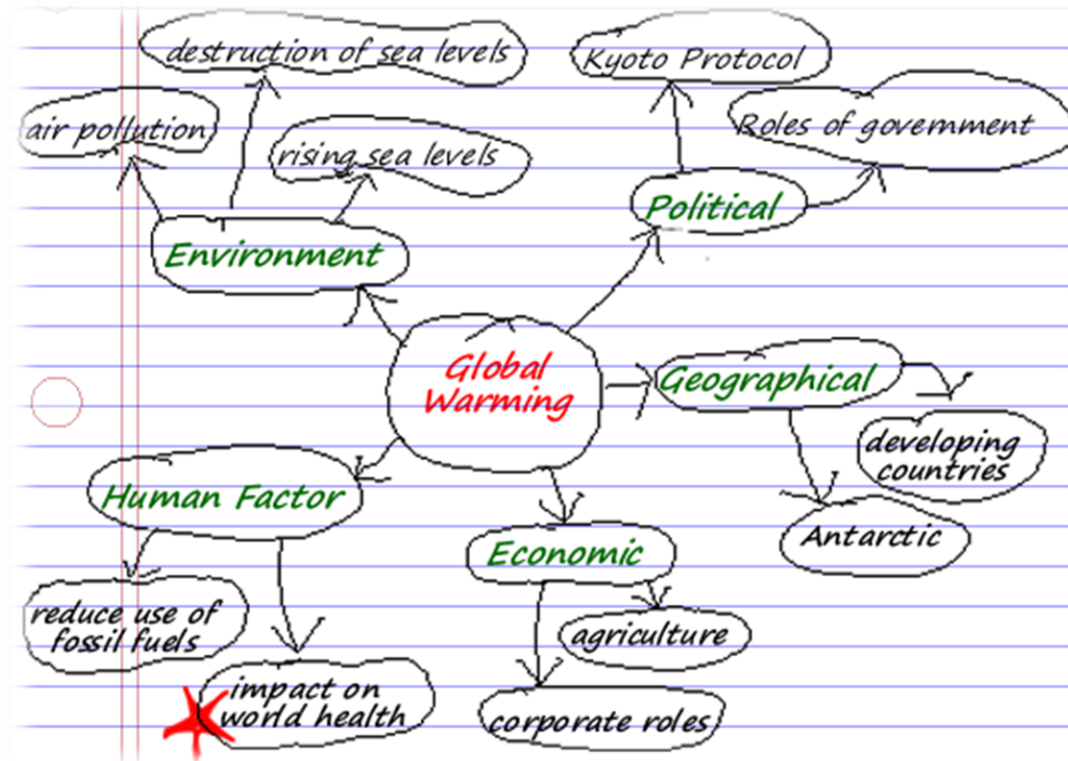 destruction of sea levels
Kyoto Protocol
air pollution
Roles of government
rising sea levels
Political
Environment
Global
Warming
Geographical
developing
countries
Human Factor
Antarctic
Economic
reduce use of
fossil fuels
agriculture
impact on
world health
corporate roles